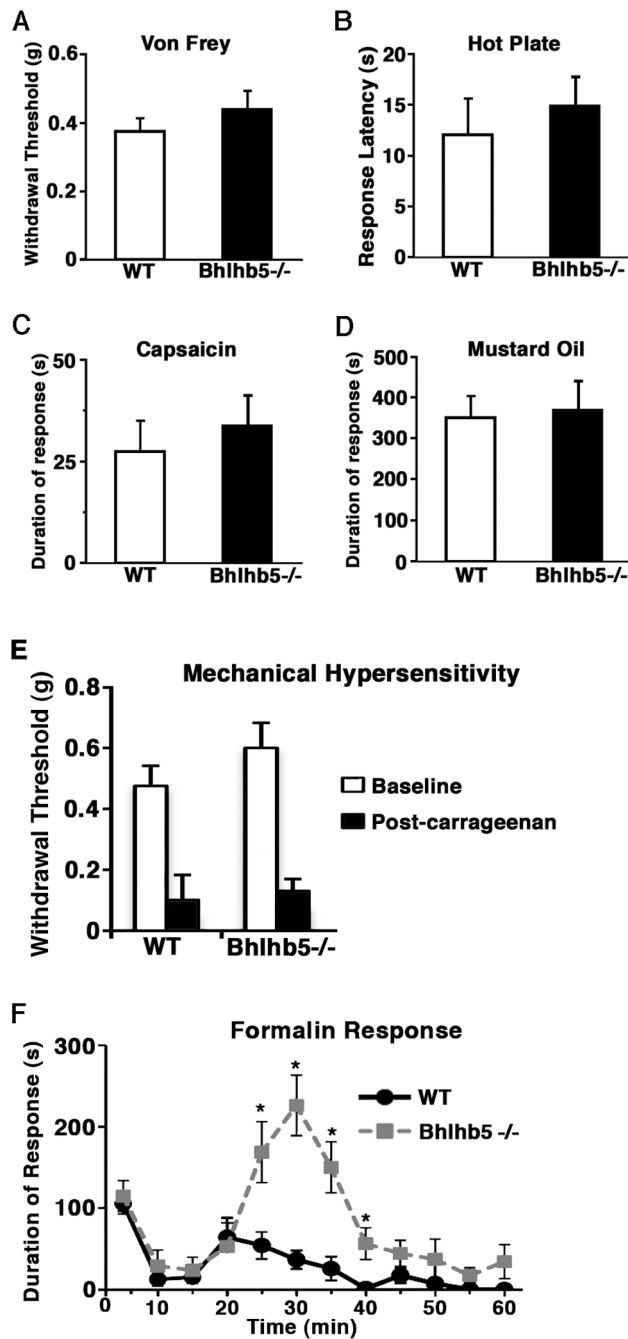 A
Von Frey
Withdrawal Threshold (g)
0.6
0.4
0.2
0
WT
Bhlhb5-/-
B
Hot Plate
Response Latency (s)
20
15
10
5
0
WT
Bhlhb5-/-
C
Capsaicin
Duration of response (s)
50
25
0
WT
Bhlhb5-/-
D
Mustard Oil
Duration of response (s)
500
400
300
200
100
0
WT
Bhlhb5-/-
E
Mechanical Hypersensitivity
Withdrawal Threshold (g)
0.8
0.6
0.4
0.2
0
WT
Bhlhb5-/-
Baseline
Post-carrageenan
F
Formalin Response
Duration of Response (s)
300
200
100
0
* * * *
WT
Bhlhb5 -/-
0 10 20 30 40 50 60
Time (min)